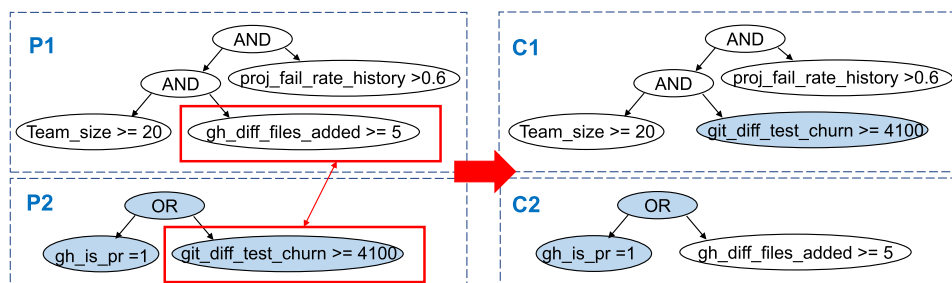 P1
AND
AND
proj_fail_rate_history >0.6
Team_size >= 20
gh_diff_files_added >= 5
P2
OR
gh_is_pr =1
git_diff_test_churn >= 4100
C1
AND
AND
proj_fail_rate_history >0.6
Team_size >= 20
git_diff_test_churn >= 4100
C2
OR
gh_is_pr =1
gh_diff_files_added >= 5